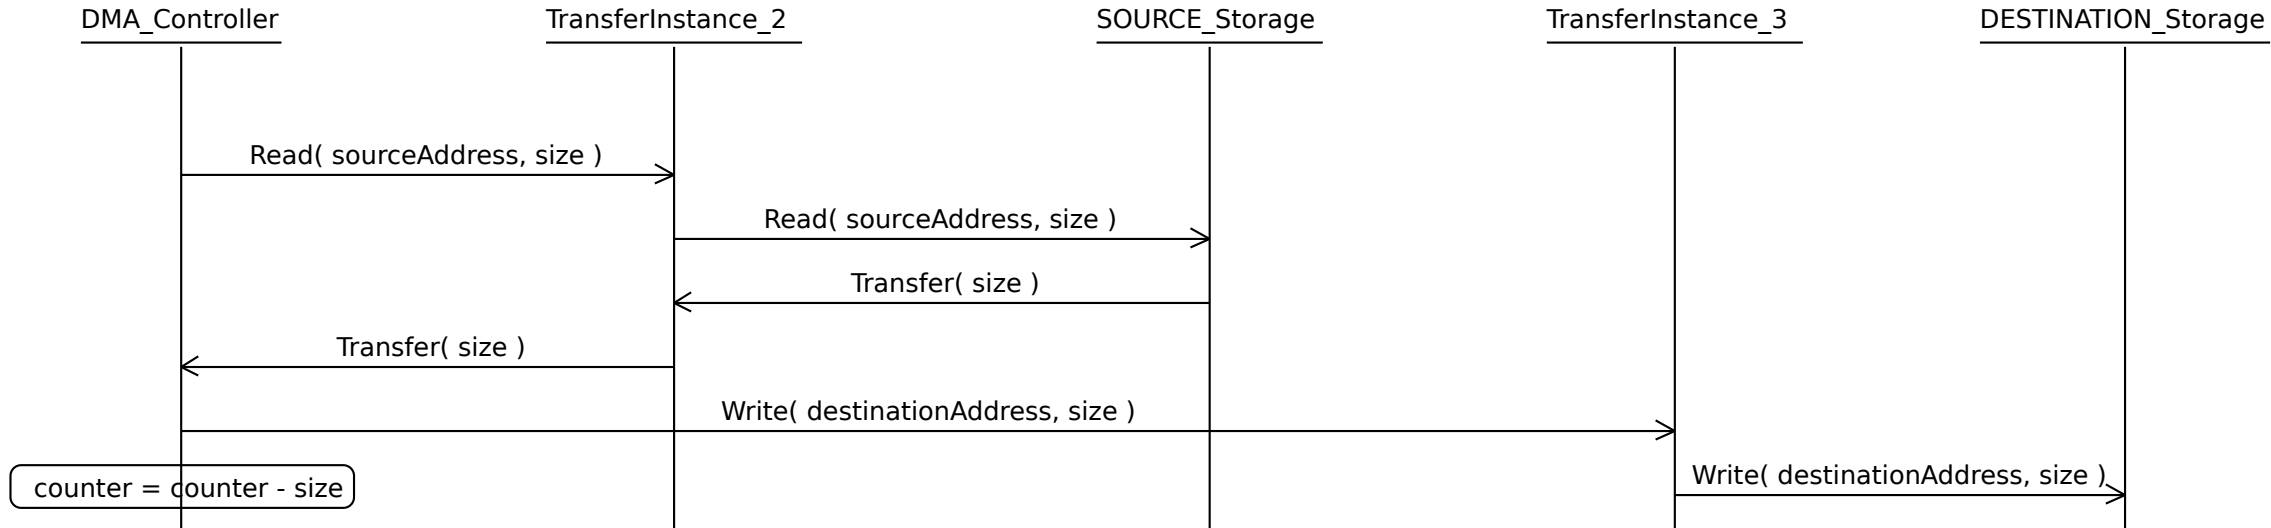 DMA_Controller
TransferInstance_2
SOURCE_Storage
TransferInstance_3
DESTINATION_Storage
Read( sourceAddress, size )
Read( sourceAddress, size )
Transfer( size )
Transfer( size )
Write( destinationAddress, size )
Write( destinationAddress, size )
counter = counter - size